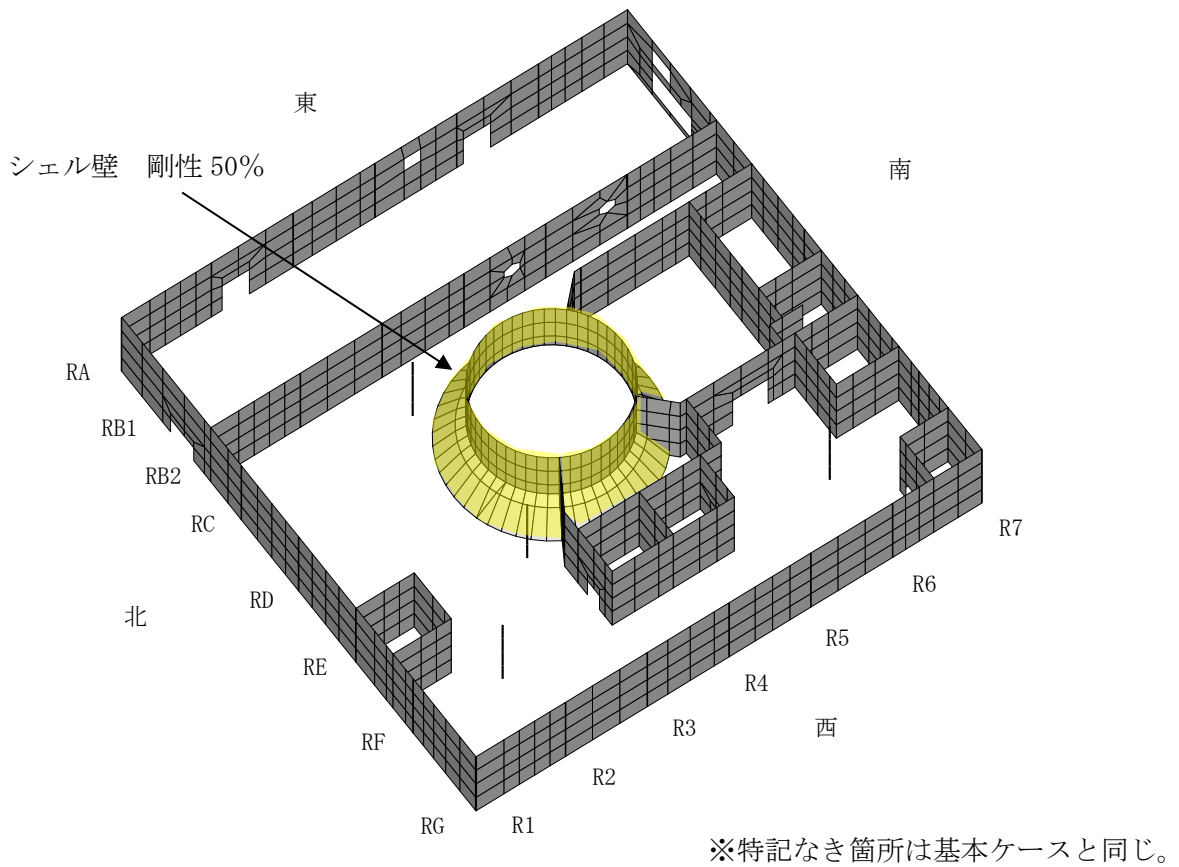 東
シェル壁　剛性 50%
南
RA
RB1
RB2
RC
RD
RE
RF
RG
北
R1
R2
R3
R4
R5
R6
R7
西
※特記なき箇所は基本ケースと同じ。